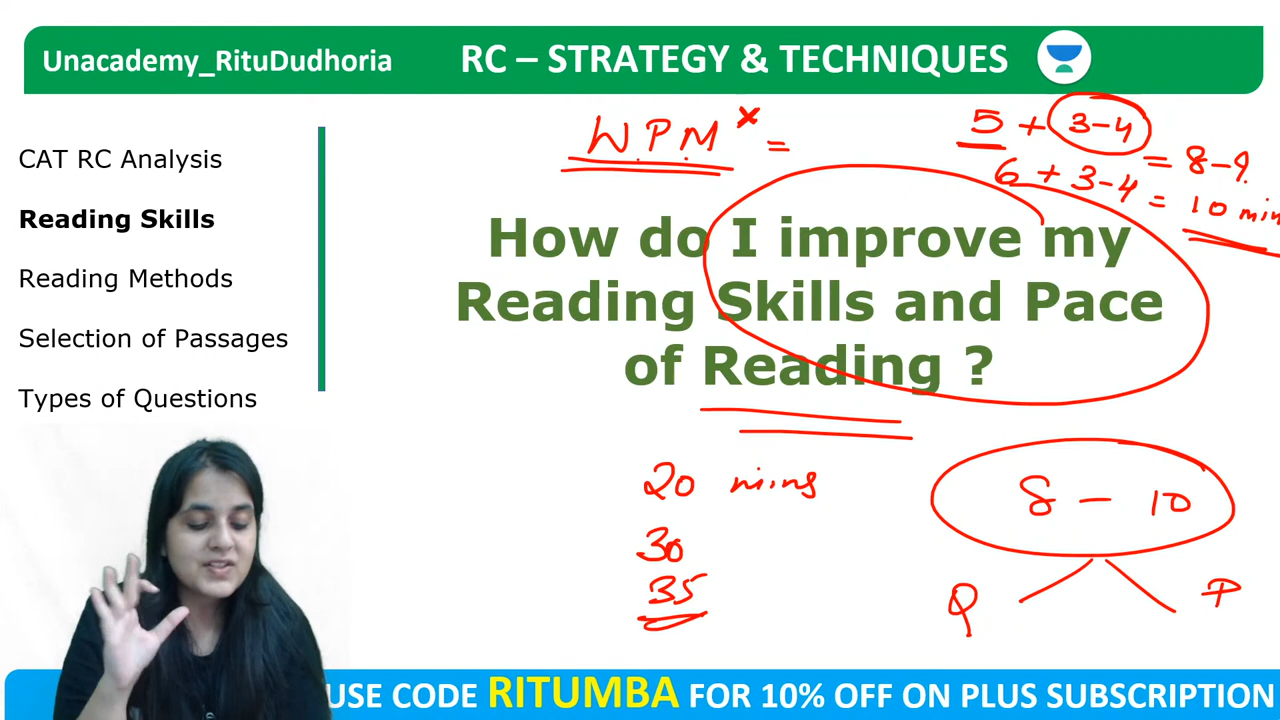 Unacademy_RituDudhoria
RC – STRATEGY & TECHNIQUES
CAT RC Analysis
Reading Skills
Reading Methods
Selection of Passages
Types of Questions
WPM* =
5 + 3-4 = 8-9
6 + 3-4 = 10 min
How do I improve my
Reading Skills and Pace
of Reading ?
20 mins
30
35
8 - 10
Q P
USE CODE RITUMBA FOR 10% OFF ON PLUS SUBSCRIPTION